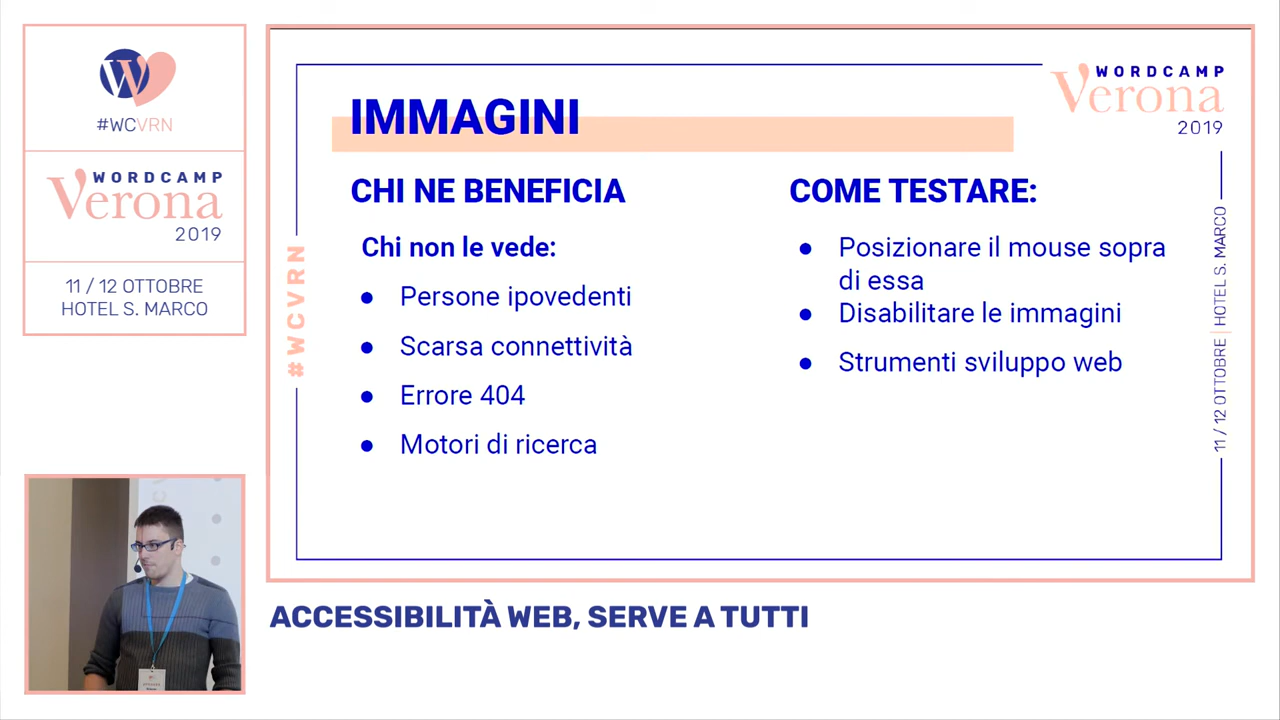 #WCVRN
WORDCAMP
Verona
2019
11 / 12 OTTOBRE
HOTEL S. MARCO
WORDCAMP
Verona
2019
IMMAGINI
CHI NE BENEFICIA
Chi non le vede:
● Persone ipovedenti
● Scarsa connettività
● Errore 404
● Motori di ricerca
COME TESTARE:
● Posizionare il mouse sopra
di essa
● Disabilitare le immagini
● Strumenti sviluppo web
#WCVRN
11 / 12 OTTOBRE | HOTEL S. MARCO
ACCESSIBILITÀ WEB, SERVE A TUTTI